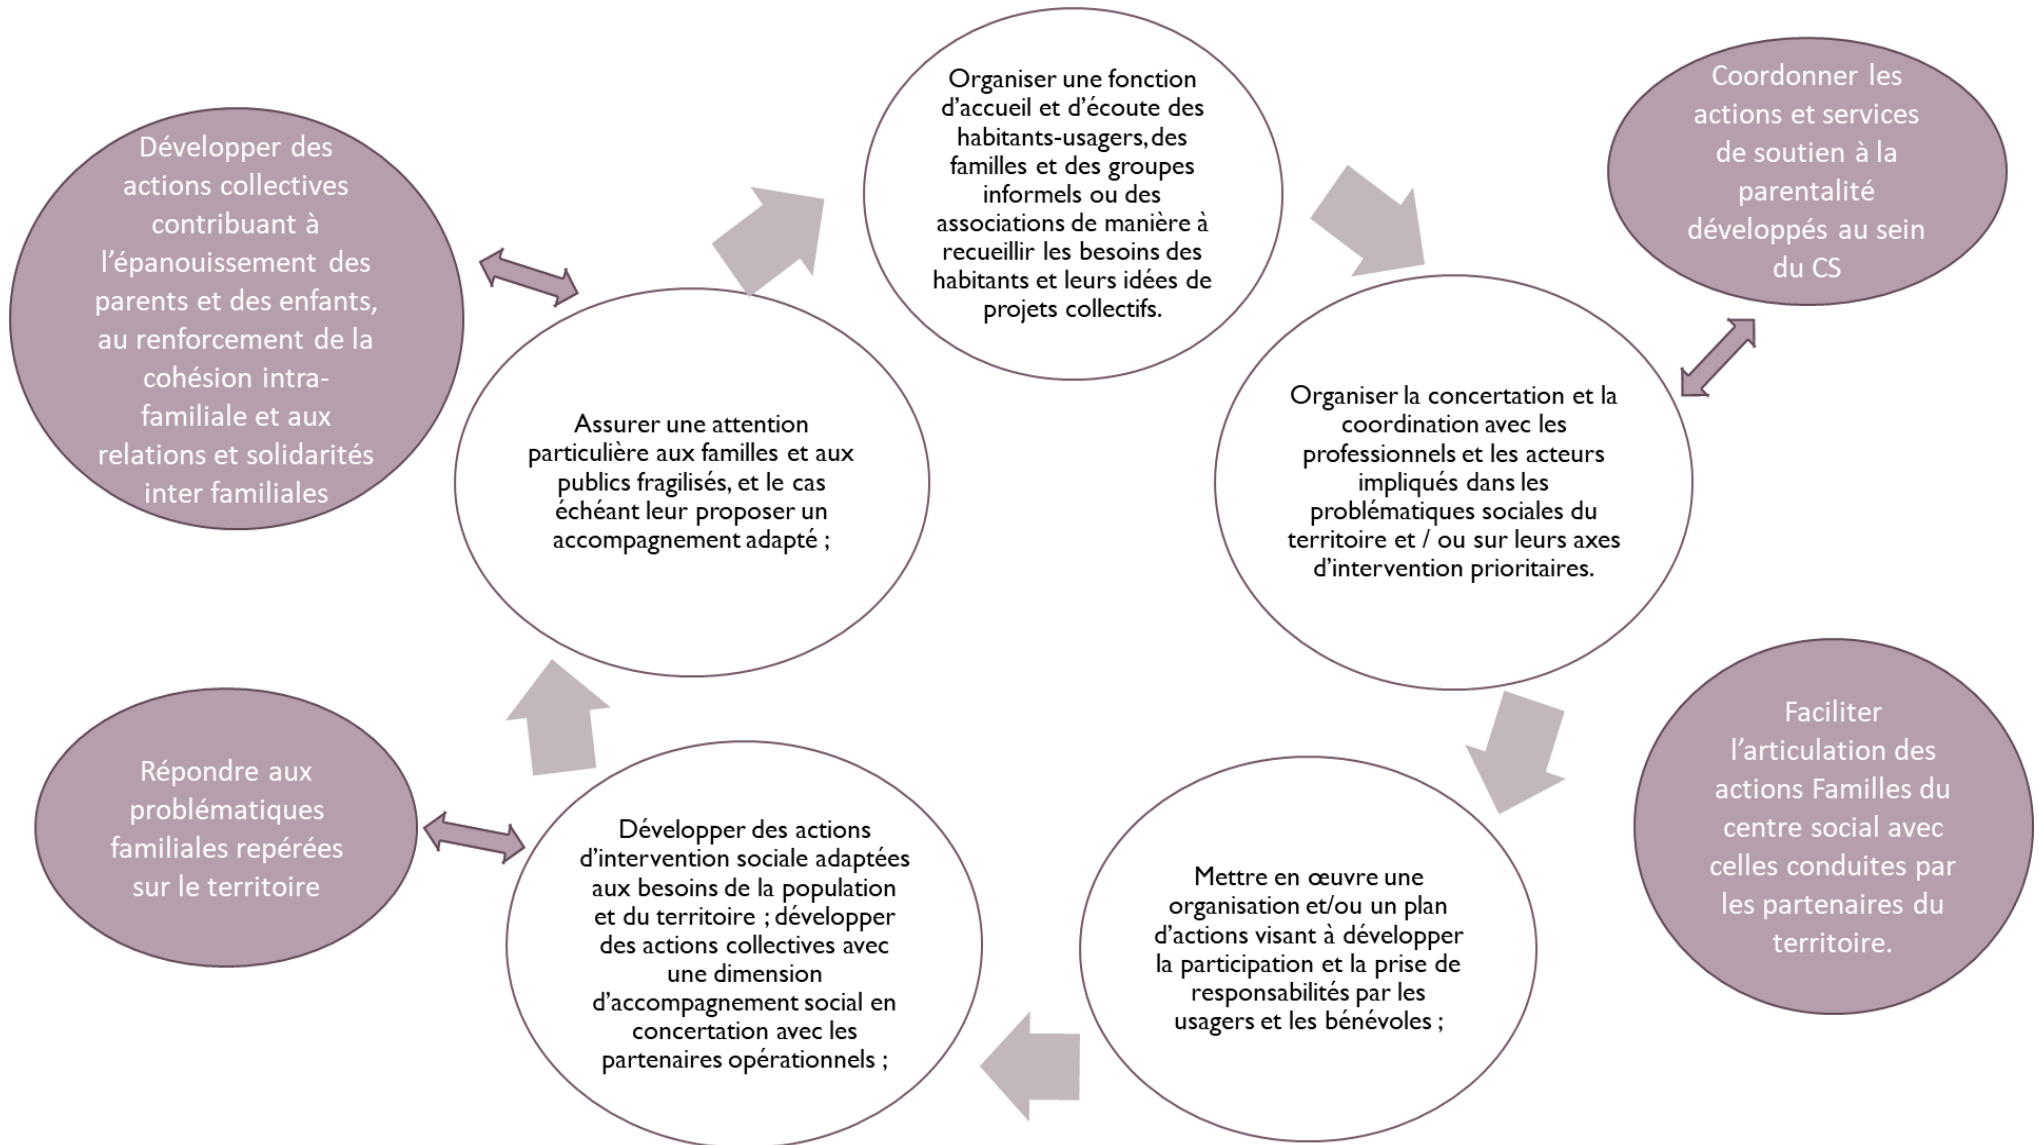 Organiser une fonction
d’accueil et d’écoute des
habitants-usagers, des
familles et des groupes
informels ou des
associations de manière à
recueillir les besoins des
habitants et leurs idées de
projets collectifs.
Coordonner les
actions et services
de soutien à la
parentalité
développés au sein
du CS
Organiser la concertation et la
coordination avec les
professionnels et les acteurs
impliqués dans les
problématiques sociales du
territoire et / ou sur leurs axes
d’intervention prioritaires.
Faciliter
l’articulation des
actions Familles du
centre social avec
celles conduites par
les partenaires du
territoire.
Mettre en œuvre une
organisation et/ou un plan
d’actions visant à développer
la participation et la prise de
responsabilités par les
usagers et les bénévoles ;
Développer des actions
d’intervention sociale adaptées
aux besoins de la population
et du territoire ; développer
des actions collectives avec
une dimension
d’accompagnement social en
concertation avec les
partenaires opérationnels ;
Répondre aux
problématiques
familiales repérées
sur le territoire
Assurer une attention
particulière aux familles et aux
publics fragilisés, et le cas
échéant leur proposer un
accompagnement adapté ;
Développer des
actions collectives
contribuant à
l’épanouissement des
parents et des enfants,
au renforcement de la
cohésion intra-
familiale et aux
relations et solidarités
inter familiales